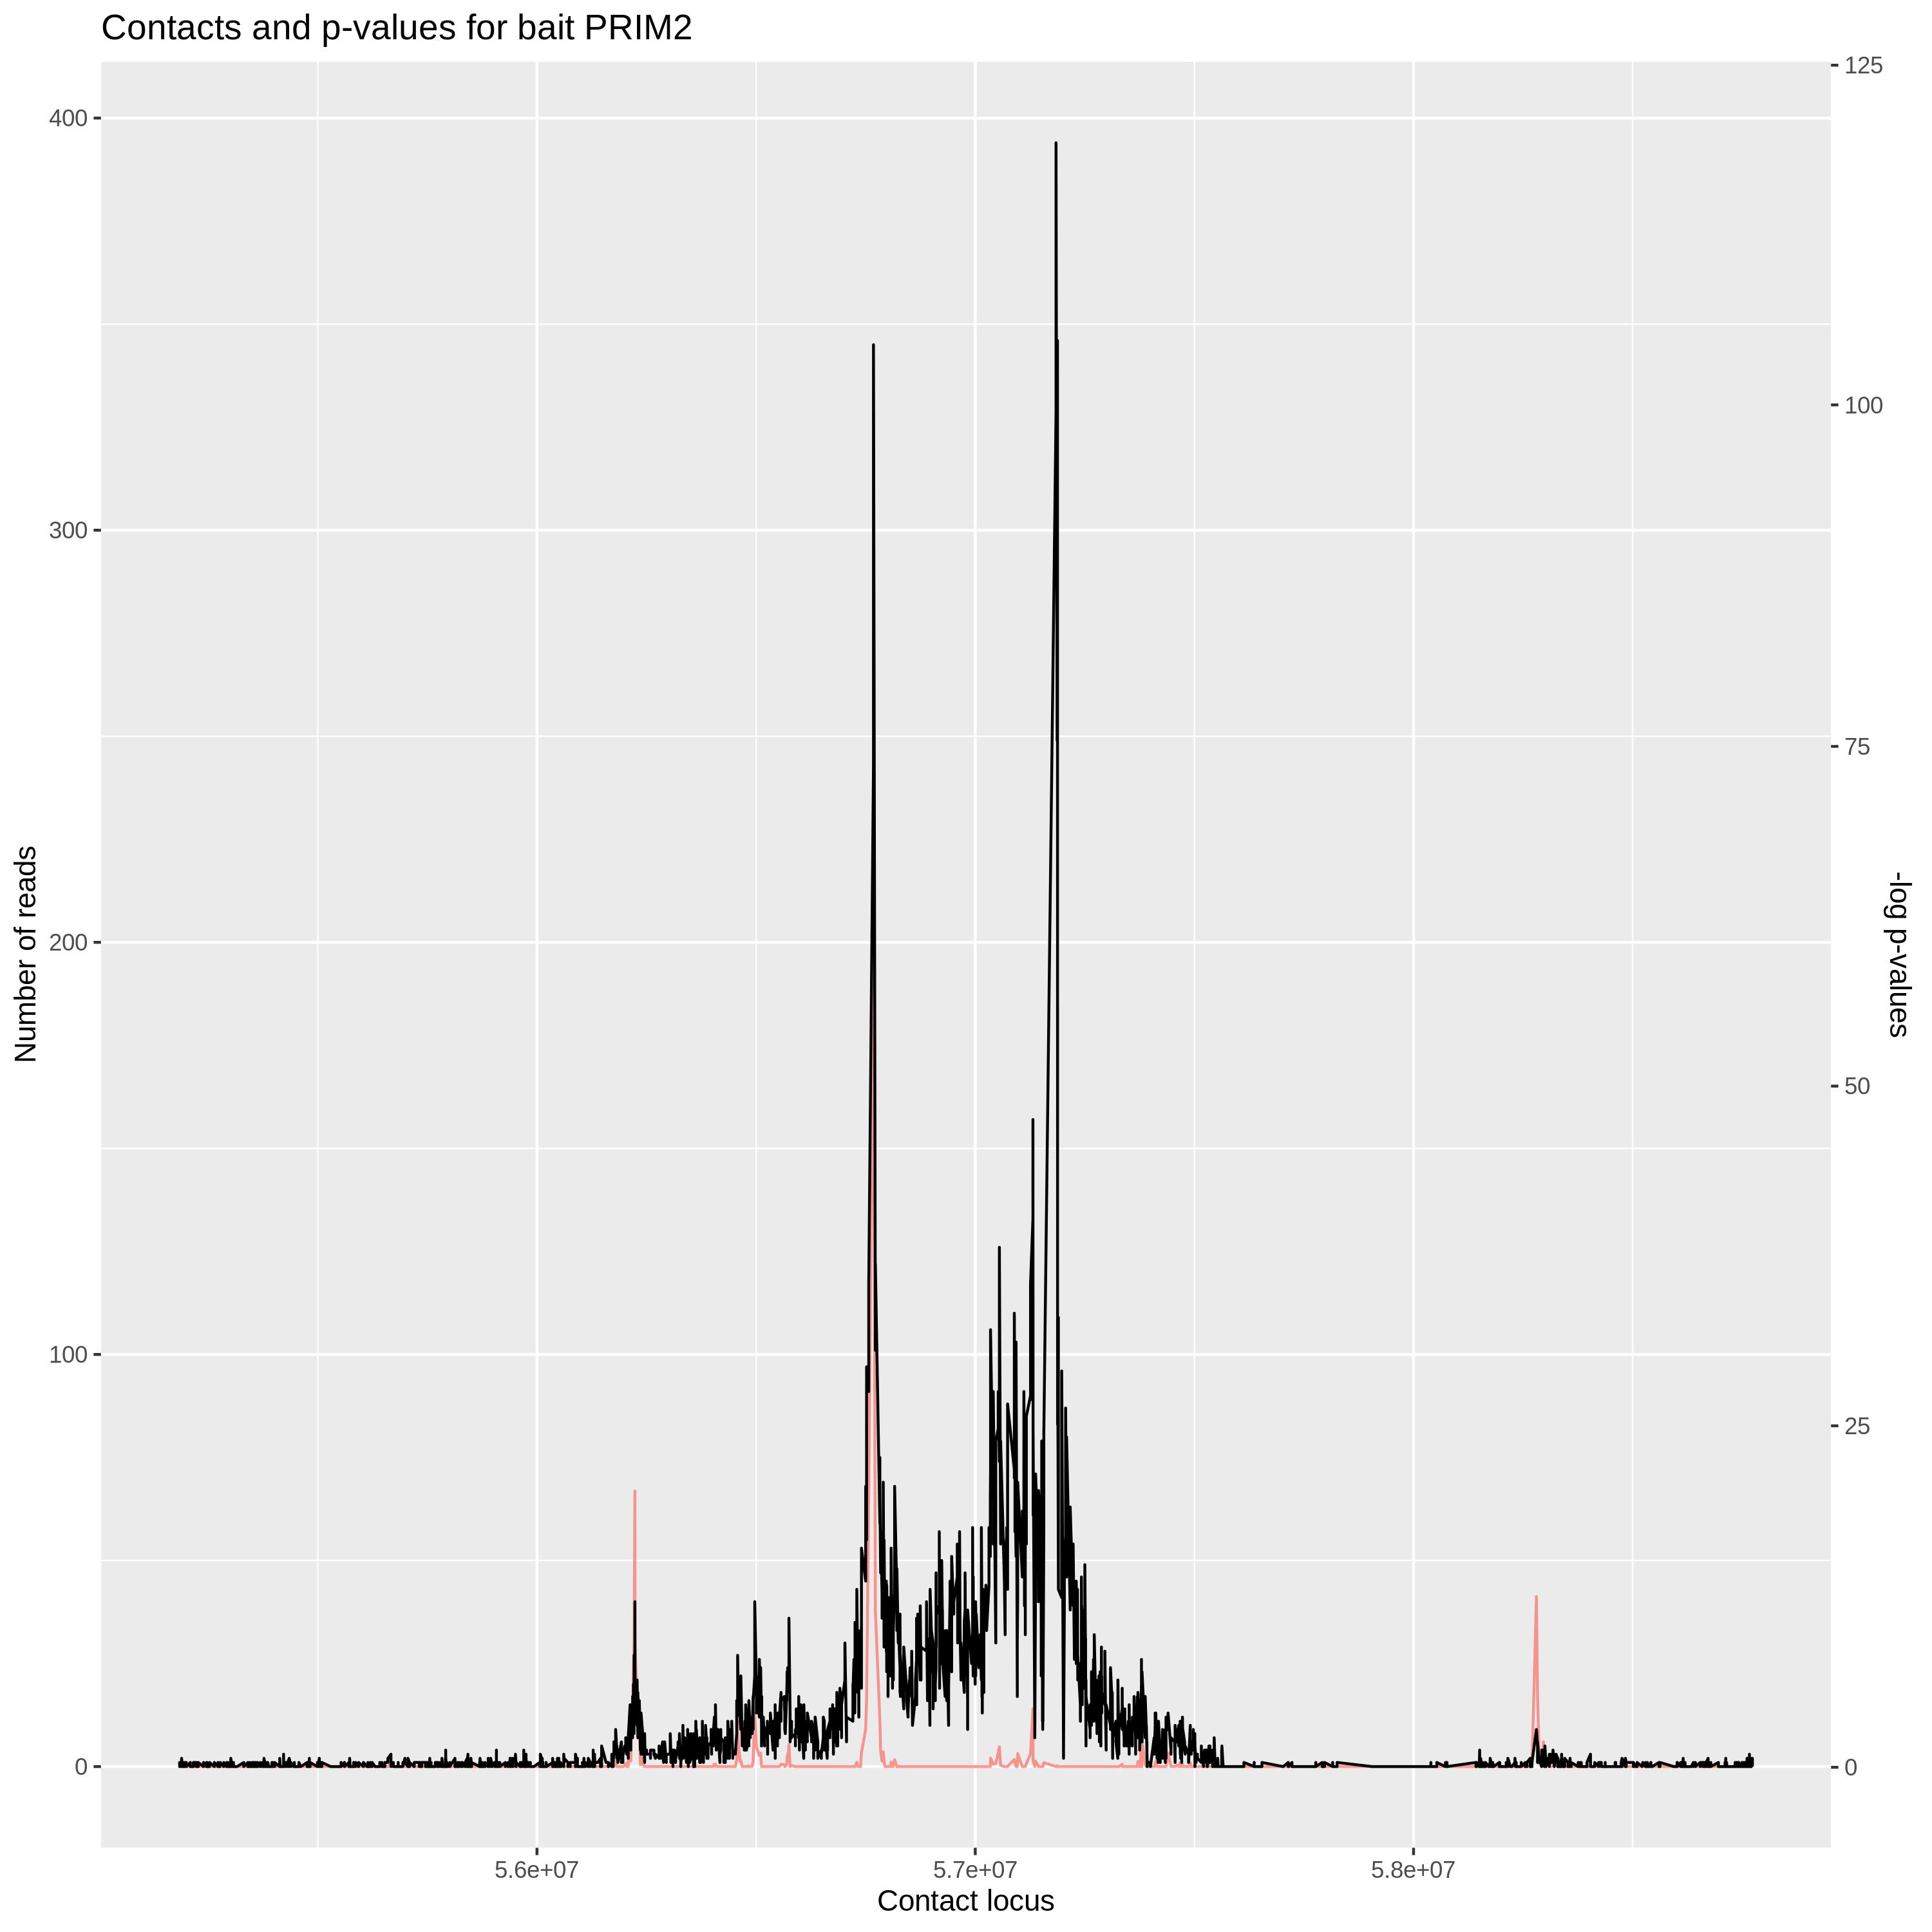 Contacts and p-values for bait PRIM2
125
400
100
300
75
200
50
100
25
0
0
Number of reads
-log p-values
5.6e+07
5.7e+07
5.8e+07
Contact locus